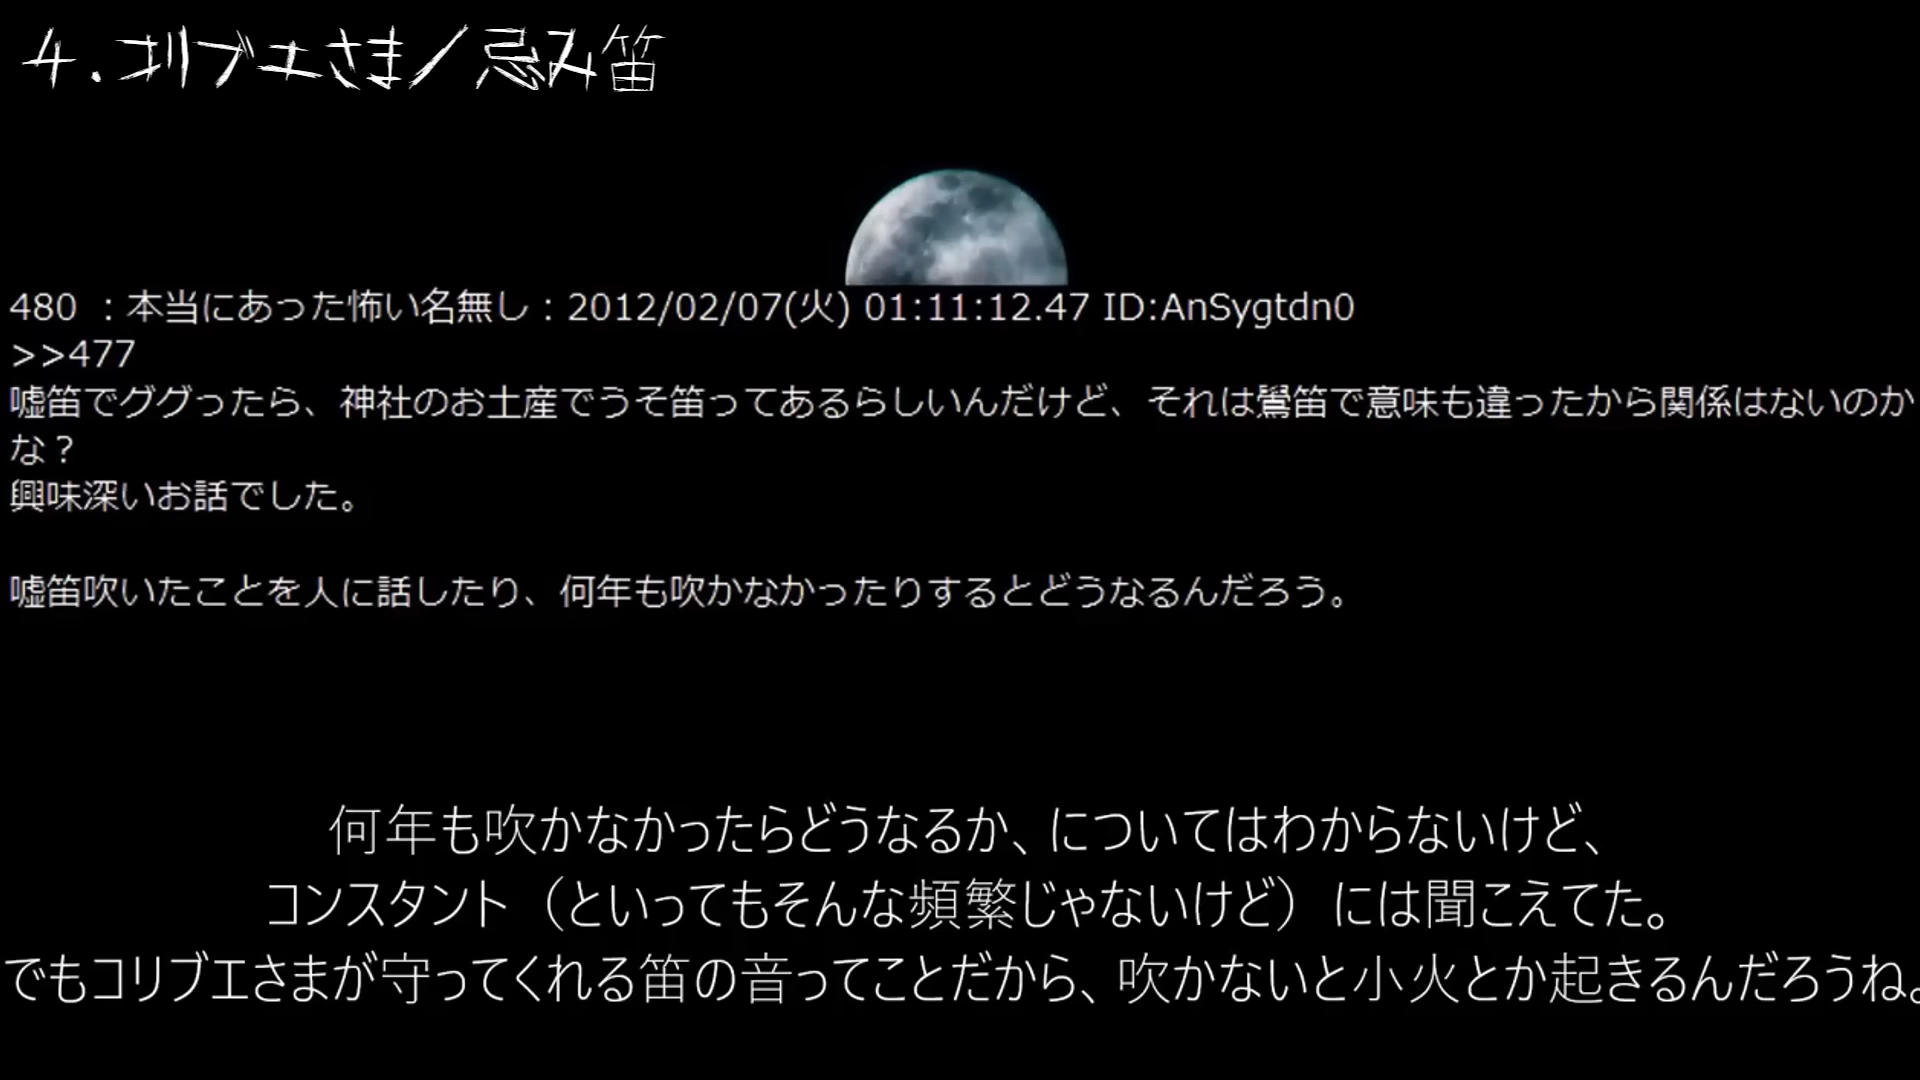 4.コリブエさま/忌み笛
480 ：本当にあった怖い名無し：2012/02/07(火) 01:11:12.47 ID:AnSygtdn0
>>477
嘘笛でググったら、神社のお土産でうそ笛ってあるらしいんだけど、それは鷽笛で意味も違ったから関係はないのか
な？
興味深いお話でした。
嘘笛吹いたことを人に話したり、何年も吹かなかったりするとどうなるんだろう。
何年も吹かなかったらどうなるか、についてはわからないけど、
コンスタント（といってもそんな頻繁じゃないけど）には聞こえてた。
でもコリブエさまが守ってくれる笛の音ってことだから、吹かないと小火とか起きるんだろうね。